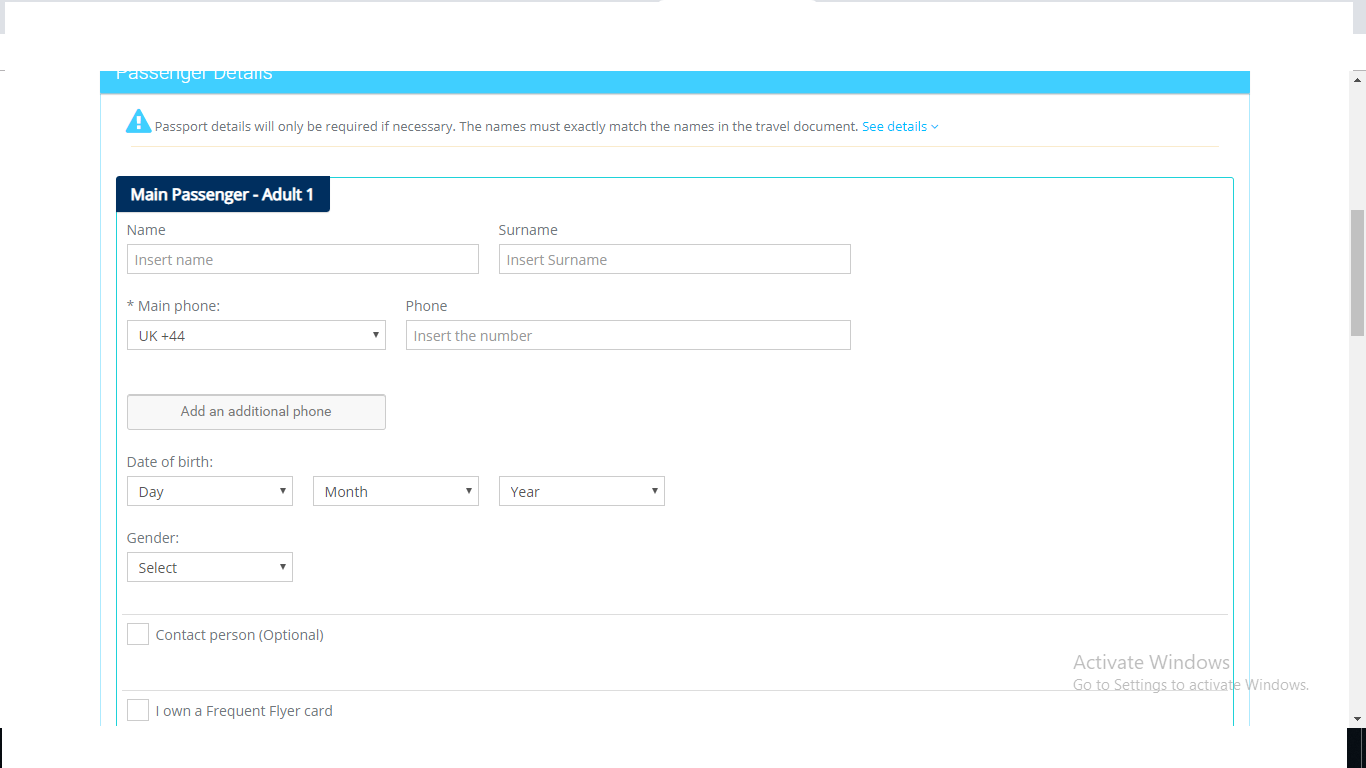 Passenger Details
Passport details will only be required if necessary. The names must exactly match the names in the travel document. See details
Main Passenger - Adult 1
Name Surname
Insert name Insert Surname
* Main phone: Phone
UK +44 Insert the number
Add an additional phone
Date of birth:
Day Month Year
Gender:
Select
Contact person (Optional)
Activate Windows
Go to Settings to activate Windows.
I own a Frequent Flyer card